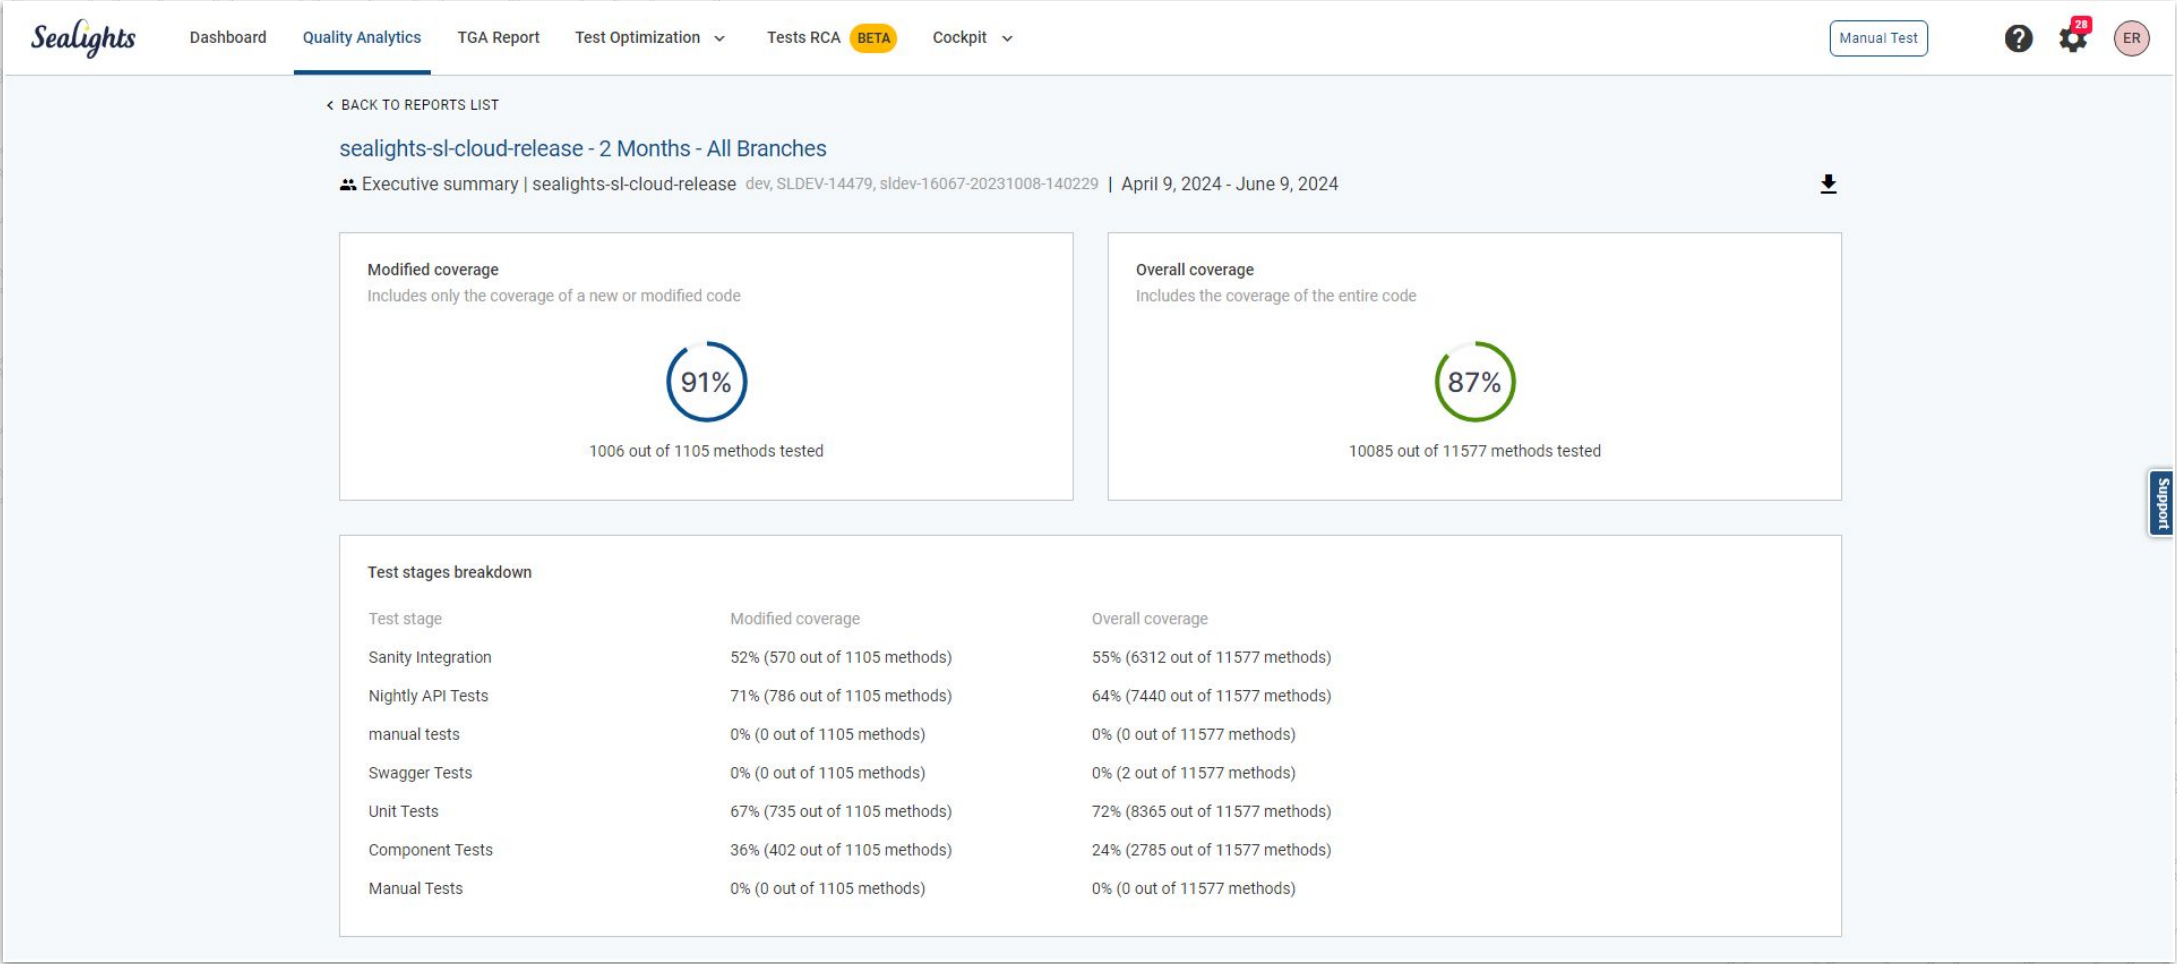 SeaLights Dashboard Quality Analytics TGA Report Test Optimization Tests RCA BETA Cockpit Manual Test ? 28 ER
BACK TO REPORTS LIST
sealights-sl-cloud-release - 2 Months - All Branches
Executive summary | sealights-sl-cloud-release dev, SLDEV-14479, sldev-16067-20231008-140229 | April 9, 2024 - June 9, 2024
Modified coverage
Includes only the coverage of a new or modified code
91%
1006 out of 1105 methods tested
Overall coverage
Includes the coverage of the entire code
87%
10085 out of 11577 methods tested
Support
Test stages breakdown
Test stage Modified coverage Overall coverage
Sanity Integration 52% (570 out of 1105 methods) 55% (6312 out of 11577 methods)
Nightly API Tests 71% (786 out of 1105 methods) 64% (7440 out of 11577 methods)
manual tests 0% (0 out of 1105 methods) 0% (0 out of 11577 methods)
Swagger Tests 0% (0 out of 1105 methods) 0% (2 out of 11577 methods)
Unit Tests 67% (735 out of 1105 methods) 72% (8365 out of 11577 methods)
Component Tests 36% (402 out of 1105 methods) 24% (2785 out of 11577 methods)
Manual Tests 0% (0 out of 1105 methods) 0% (0 out of 11577 methods)